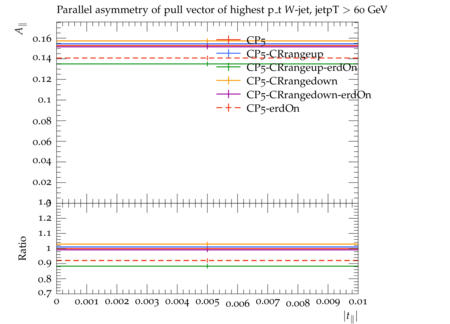 Parallel asymmetry of pull vector of highest p_t W-jet, jetpT > 60 GeV
A∥
0.16
0.14
0.12
0.1
0.08
0.06
0.04
0.02
CP5
CP5-CRrangeup
CP5-CRrangeup-erdOn
CP5-CRrangedown
CP5-CRrangedown-erdOn
CP5-erdOn
Ratio
1.2
1.1
1
0.9
0.8
0.7
0 0.001 0.002 0.003 0.004 0.005 0.006 0.007 0.008 0.009 0.01
|t∥|